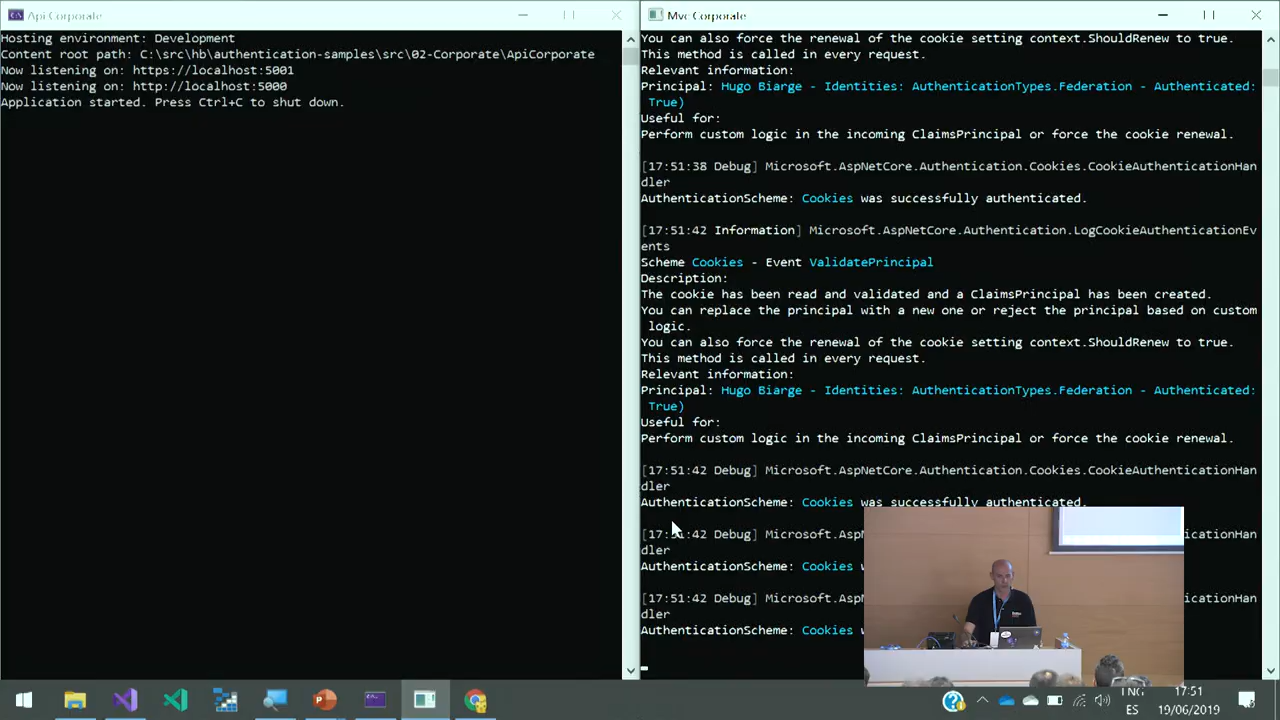 Api Corporate
Hosting environment: Development
Content root path: C:\src\hb\authentication-samples\src\02-Corporate\ApiCorporate
Now listening on: https://localhost:5001
Now listening on: http://localhost:5000
Application started. Press Ctrl+C to shut down.
Mvc Corporate
You can also force the renewal of the cookie setting context.ShouldRenew to true.
This method is called in every request.
Relevant information:
Principal: Hugo Biarge - Identities: AuthenticationTypes.Federation - Authenticated:
True)
Useful for:
Perform custom logic in the incoming ClaimsPrincipal or force the cookie renewal.
[17:51:38 Debug] Microsoft.AspNetCore.Authentication.Cookies.CookieAuthenticationHan
dler
AuthenticationScheme: Cookies was successfully authenticated.
[17:51:42 Information] Microsoft.AspNetCore.Authentication.LogCookieAuthenticationEv
ents
Scheme Cookies - Event ValidatePrincipal
Description:
The cookie has been read and validated and a ClaimsPrincipal has been created.
You can replace the principal with a new one or reject the principal based on custom
logic.
You can also force the renewal of the cookie setting context.ShouldRenew to true.
This method is called in every request.
Relevant information:
Principal: Hugo Biarge - Identities: AuthenticationTypes.Federation - Authenticated:
True)
Useful for:
Perform custom logic in the incoming ClaimsPrincipal or force the cookie renewal.
[17:51:42 Debug] Microsoft.AspNetCore.Authentication.Cookies.CookieAuthenticationHan
dler
AuthenticationScheme: Cookies was successfully authenticated.
[17:51:42 Debug] Microsoft.Asp icationHan
dler
AuthenticationScheme: Cookies
[17:51:42 Debug] Microsoft.Asp icationHan
dler
AuthenticationScheme: Cookies
ENG
ES
17:51
19/06/2019